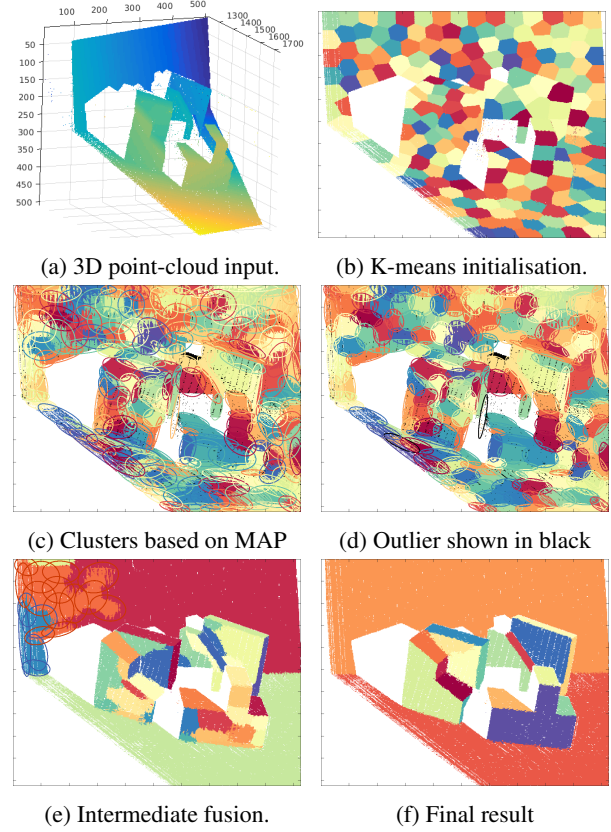 100 200 300 400 500
1300
1500
1600
1700
50
100
150
200
250
300
350
400
450
500
(a) 3D point-cloud input.
(b) K-means initialisation.
(c) Clusters based on MAP
(d) Outlier shown in black
(e) Intermediate fusion.
(f) Final result